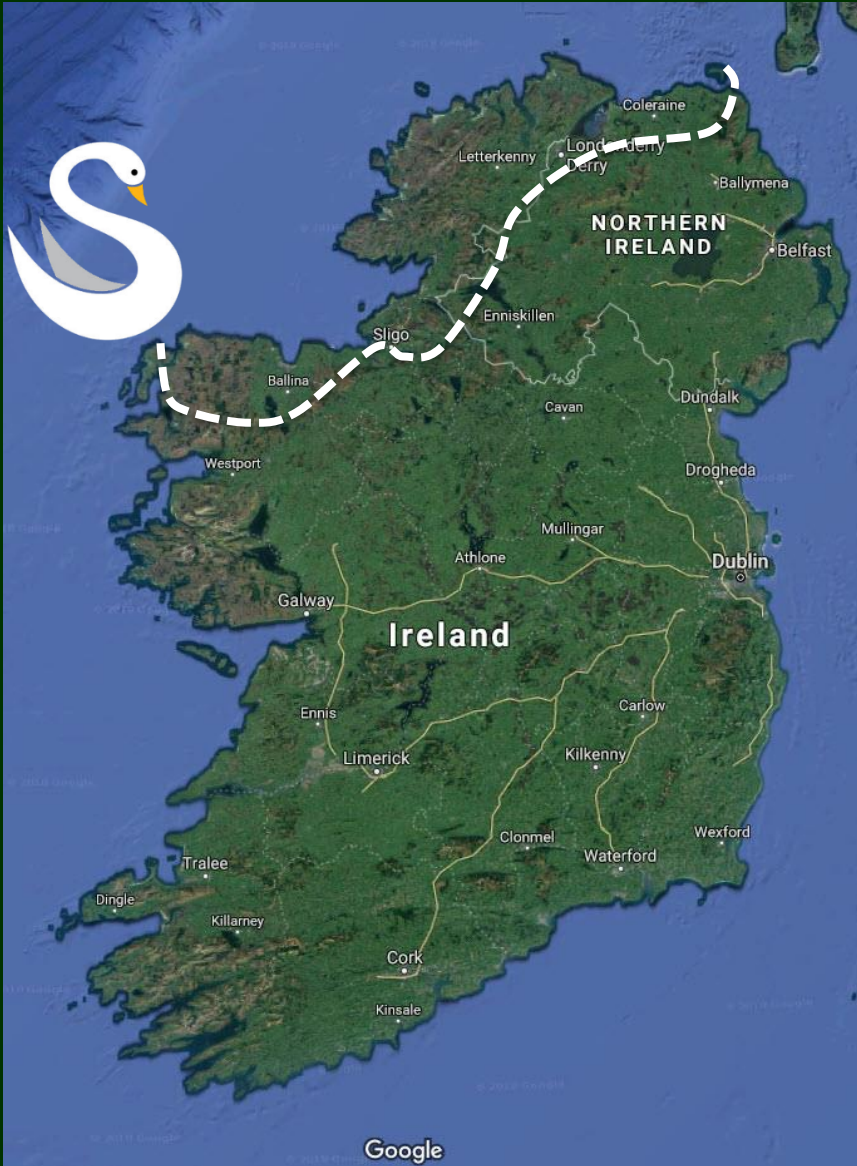 Coleraine
Londonderry
Derry
Letterkenny
Ballymena
NORTHERN
IRELAND
Belfast
Enniskillen
Sligo
Ballina
Dundalk
Cavan
Westport
Drogheda
Mullingar
Athlone
Dublin
Galway
Ireland
Carlow
Ennis
Limerick
Kilkenny
Wexford
Clonmel
Waterford
Tralee
Dingle
Killarney
Cork
Kinsale
Google